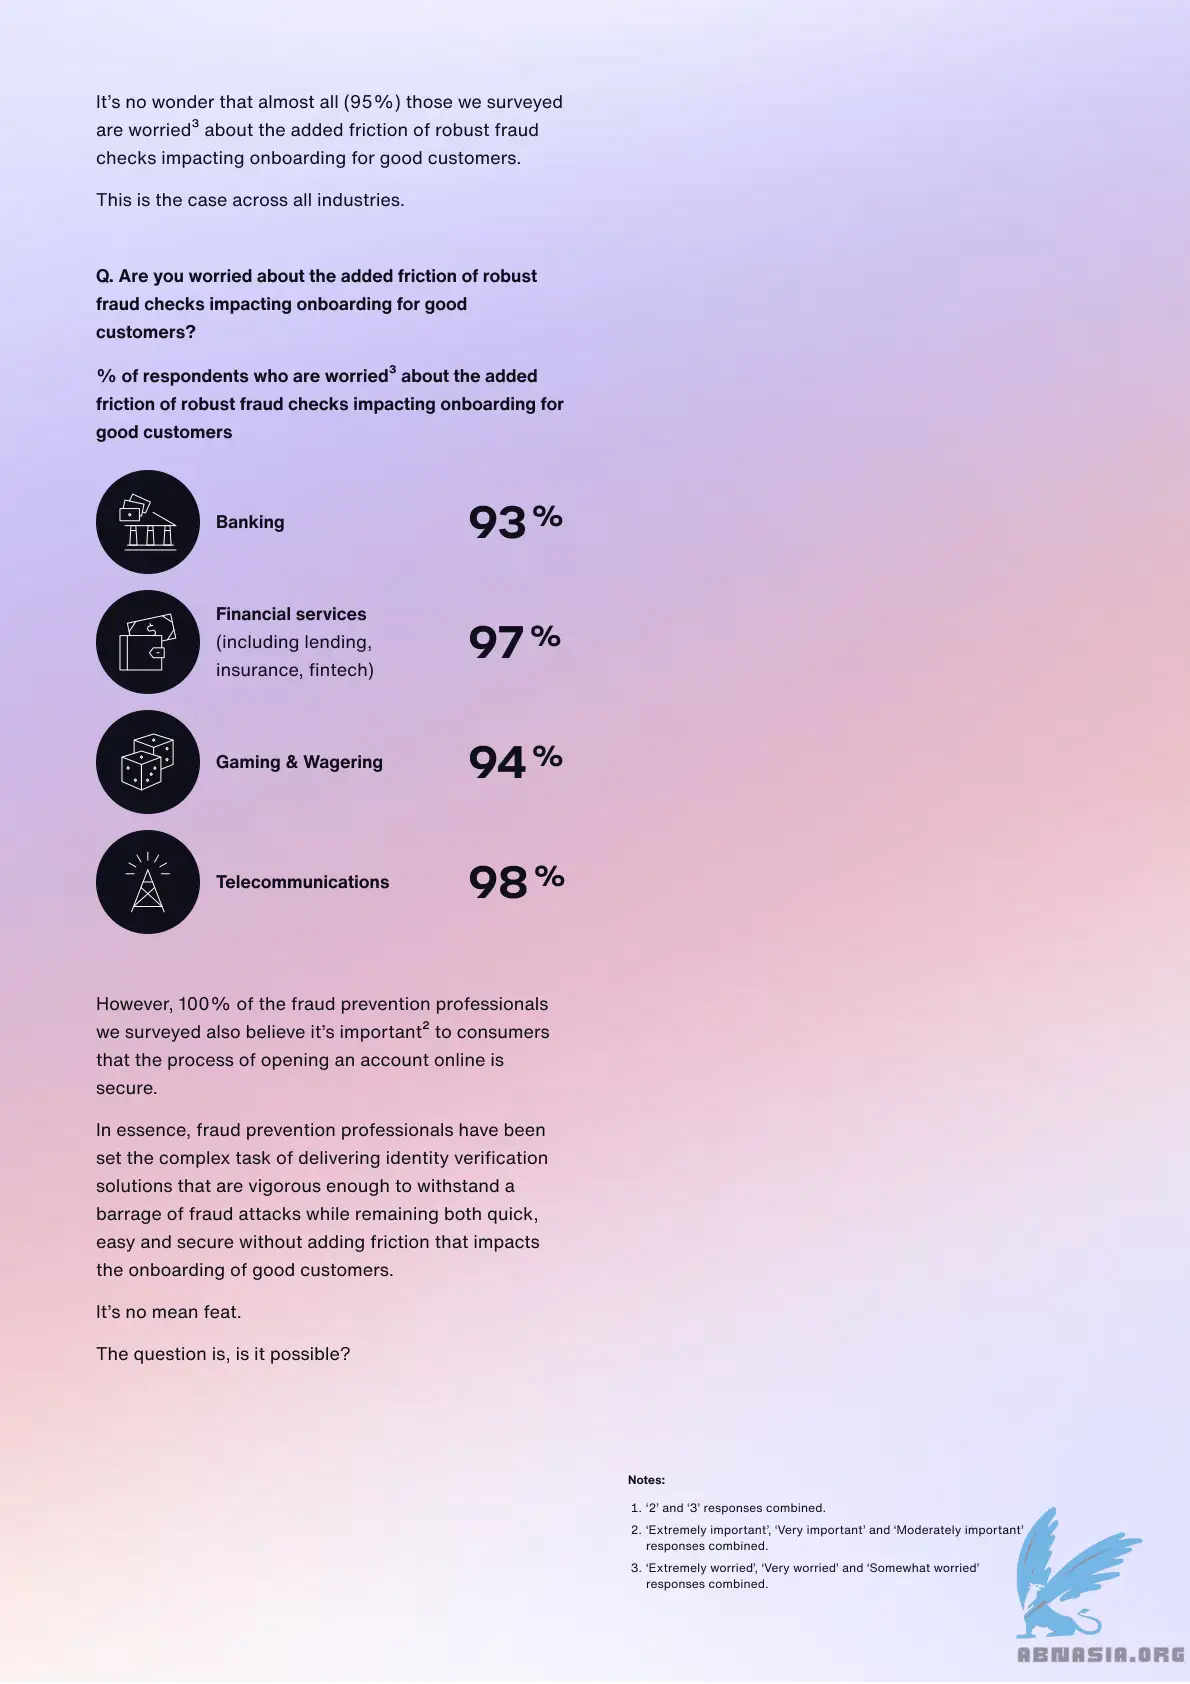 It’s no wonder that almost all (95%) those we surveyed
are worried³ about the added friction of robust fraud
checks impacting onboarding for good customers.
This is the case across all industries.
Q. Are you worried about the added friction of robust
fraud checks impacting onboarding for good
customers?
% of respondents who are worried³ about the added
friction of robust fraud checks impacting onboarding for
good customers
Banking 93%
Financial services
(including lending, 97%
insurance, fintech)
Gaming & Wagering 94%
Telecommunications 98%
However, 100% of the fraud prevention professionals
we surveyed also believe it’s important² to consumers
that the process of opening an account online is
secure.
In essence, fraud prevention professionals have been
set the complex task of delivering identity verification
solutions that are vigorous enough to withstand a
barrage of fraud attacks while remaining both quick,
easy and secure without adding friction that impacts
the onboarding of good customers.
It’s no mean feat.
The question is, is it possible?
Notes:
1. ‘2’ and ‘3’ responses combined.
2. ‘Extremely important’, ‘Very important’ and ‘Moderately important’
responses combined.
3. ‘Extremely worried’, ‘Very worried’ and ‘Somewhat worried’
responses combined.
ABNASIA.ORG